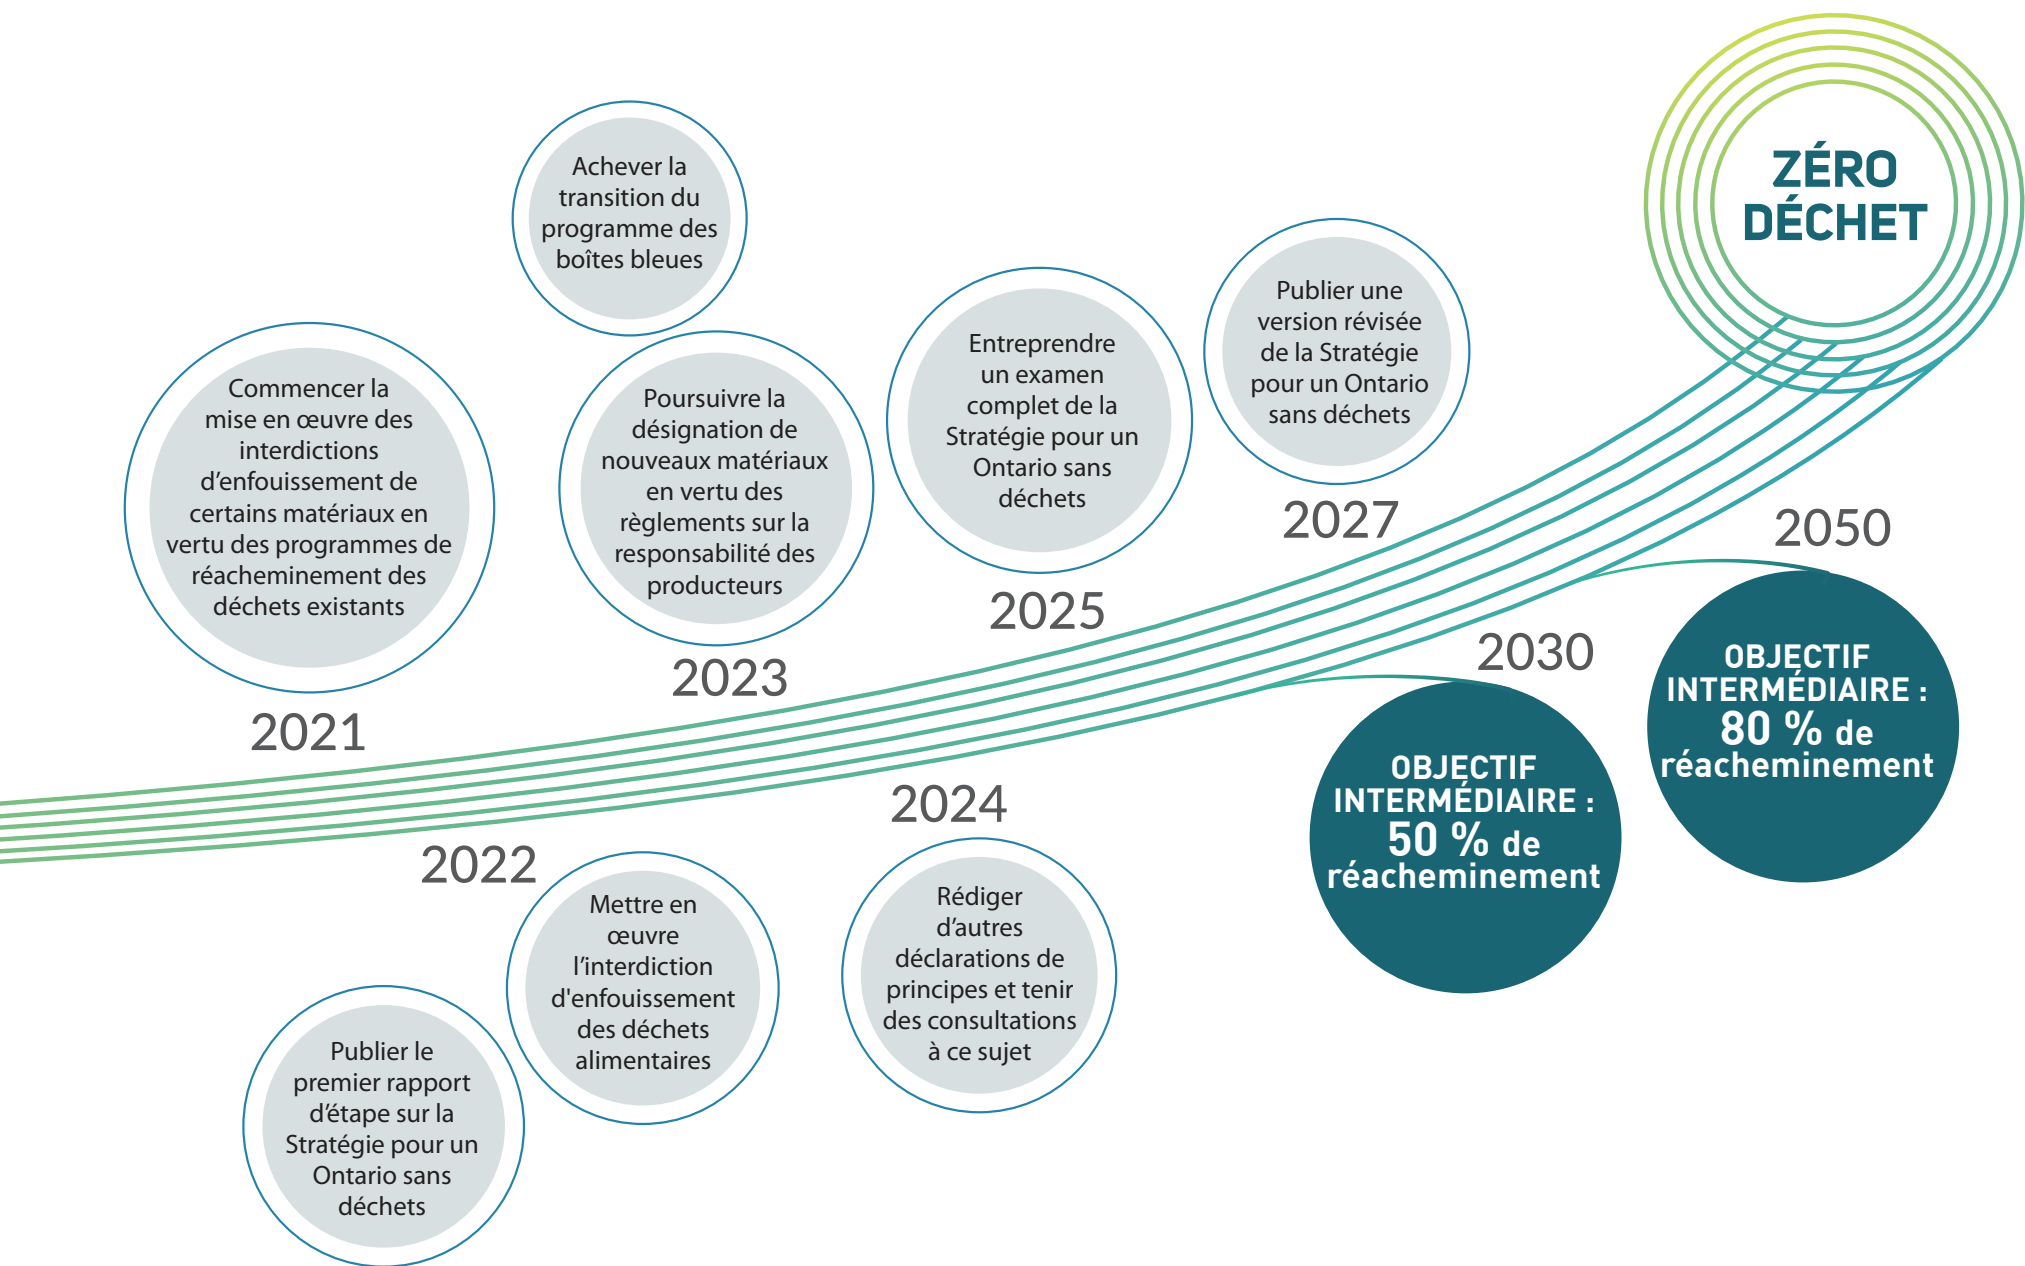 Commencer la
mise en œuvre des
interdictions
d'enfouissement de
certains matériaux en
vertu des programmes de
réacheminement des
déchets existants
2021
2022
Publier le
premier rapport
d’étape sur la
Stratégie pour un
Ontario sans
déchets
Mettre en
œuvre
l’interdiction
d'enfouissement
des déchets
alimentaires
Achever la
transition du
programme des
boîtes bleues
Poursuivre la
désignation de
nouveaux matériaux
en vertu des
règlements sur la
responsabilité des
producteurs
2023
2024
Rédiger
d’autres
déclarations de
principes et tenir
des consultations
à ce sujet
Entreprendre
un examen
complet de la
Stratégie pour un
Ontario sans
déchets
2025
Publier une
version révisée
de la Stratégie
pour un Ontario
sans déchets
2027
2030
OBJECTIF
INTERMÉDIAIRE :
50 % de
réacheminement
2050
OBJECTIF
INTERMÉDIAIRE :
80 % de
réacheminement
ZÉRO
DÉCHET